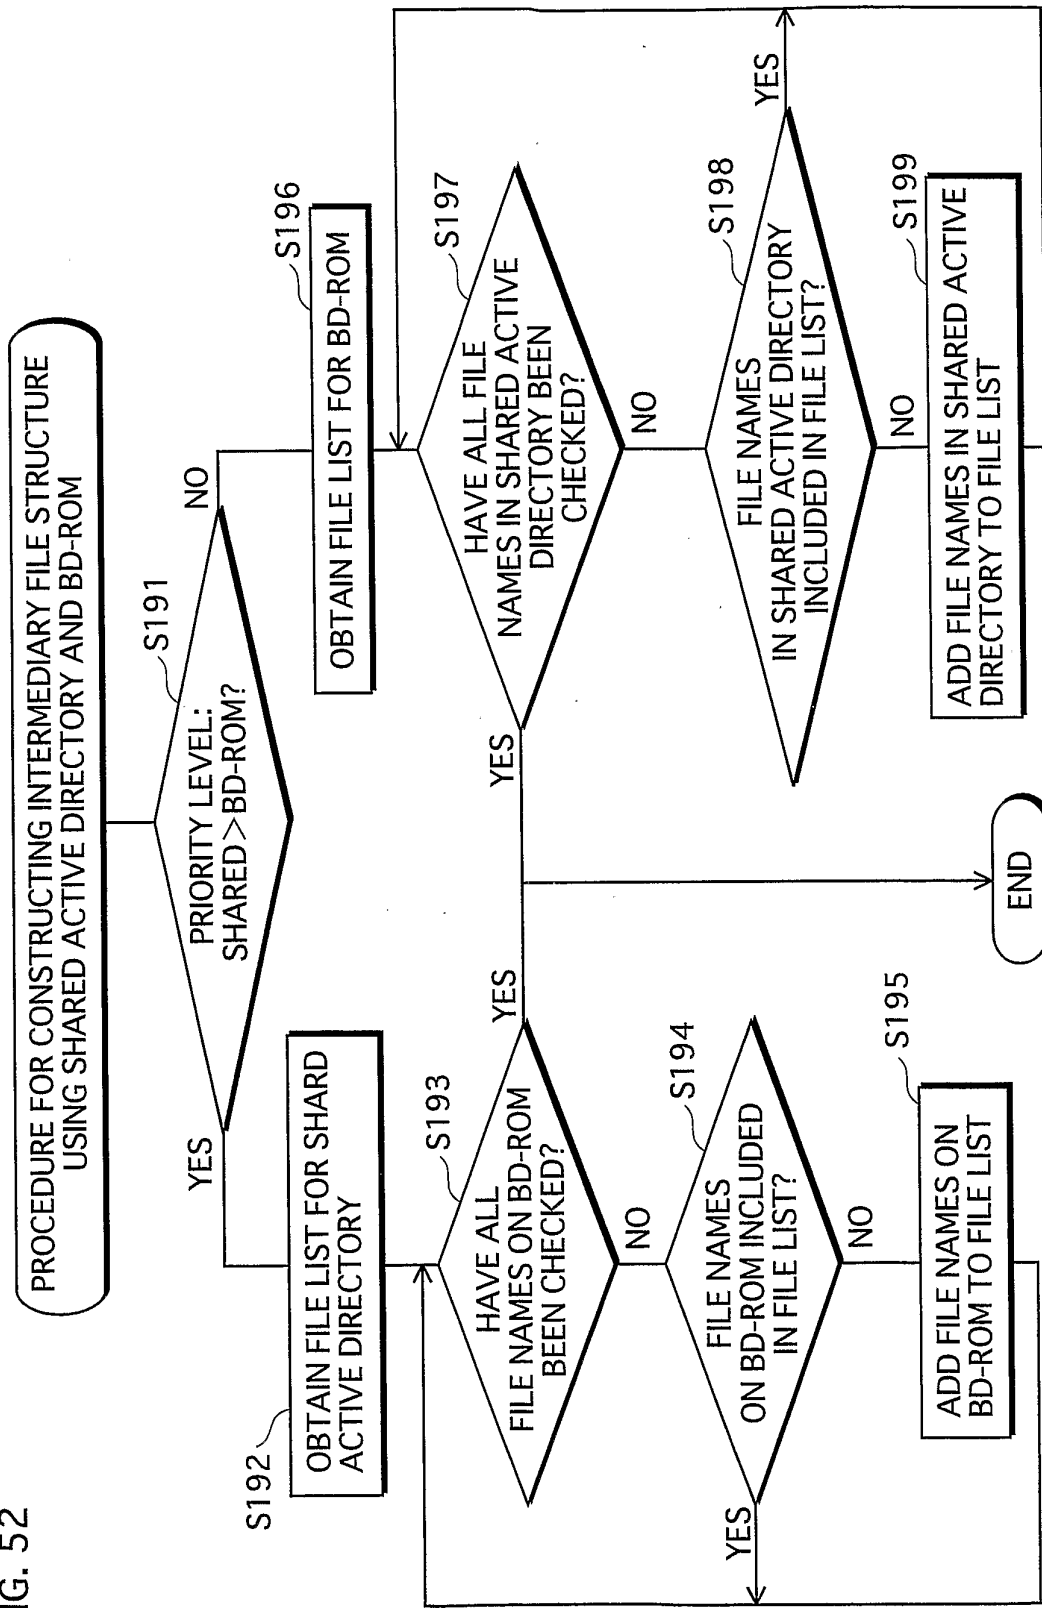 IG. 52
PROCEDURE FOR CONSTRUCTING INTERMEDIARY FILE STRUCTURE
USING SHARED ACTIVE DIRECTORY AND BD-ROM
S191
PRIORITY LEVEL:
SHARED>BD-ROM?
YES
NO
S192
OBTAIN FILE LIST FOR SHARD
ACTIVE DIRECTORY
S193
HAVE ALL
FILE NAMES ON BD-ROM
BEEN CHECKED?
YES
NO
S194
FILE NAMES
ON BD-ROM INCLUDED
IN FILE LIST?
YES
NO
S195
ADD FILE NAMES ON
BD-ROM TO FILE LIST
S196
OBTAIN FILE LIST FOR BD-ROM
S197
HAVE ALL FILE
NAMES IN SHARED ACTIVE
DIRECTORY BEEN
CHECKED?
YES
NO
S198
FILE NAMES
IN SHARED ACTIVE DIRECTORY
INCLUDED IN FILE LIST?
YES
NO
S199
ADD FILE NAMES IN SHARED ACTIVE
DIRECTORY TO FILE LIST
END